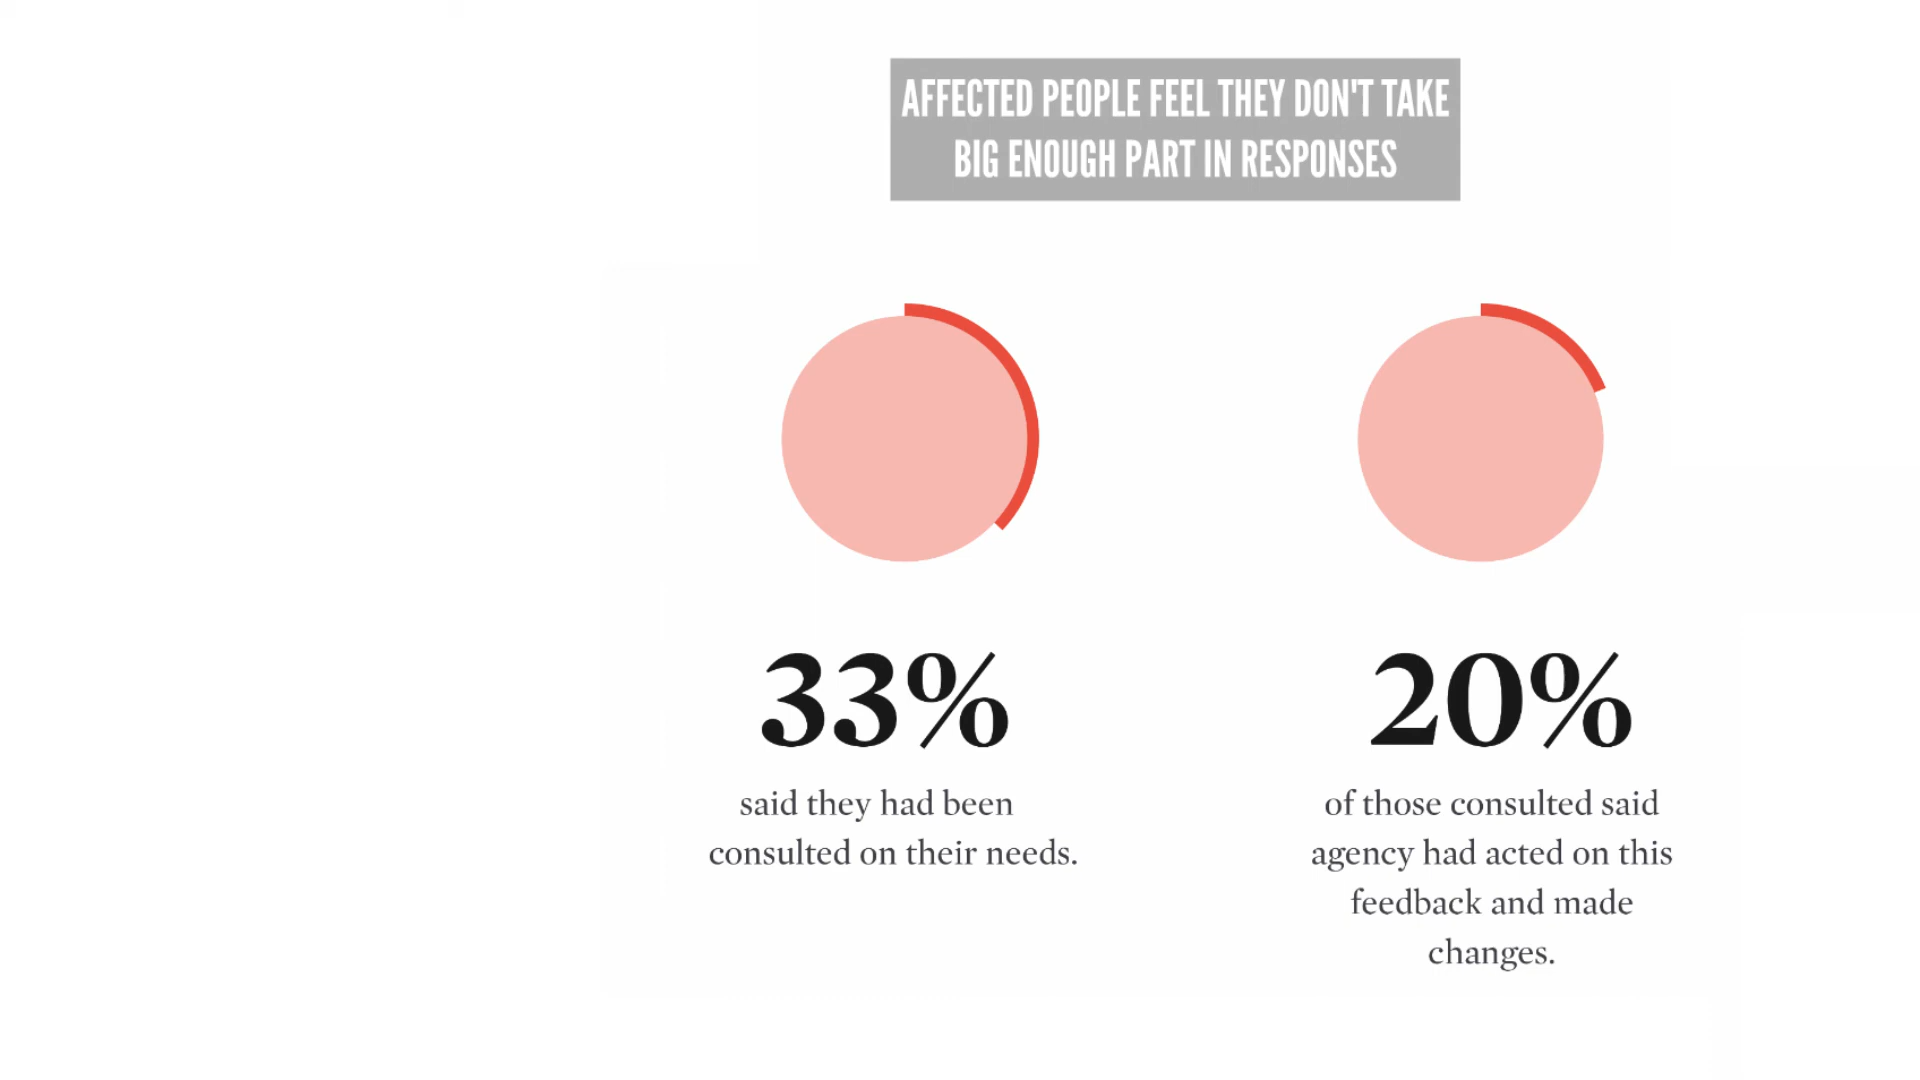 AFFECTED PEOPLE FEEL THEY DON'T TAKE
BIG ENOUGH PART IN RESPONSES
33%
said they had been
consulted on their needs.
20%
of those consulted said
agency had acted on this
feedback and made
changes.